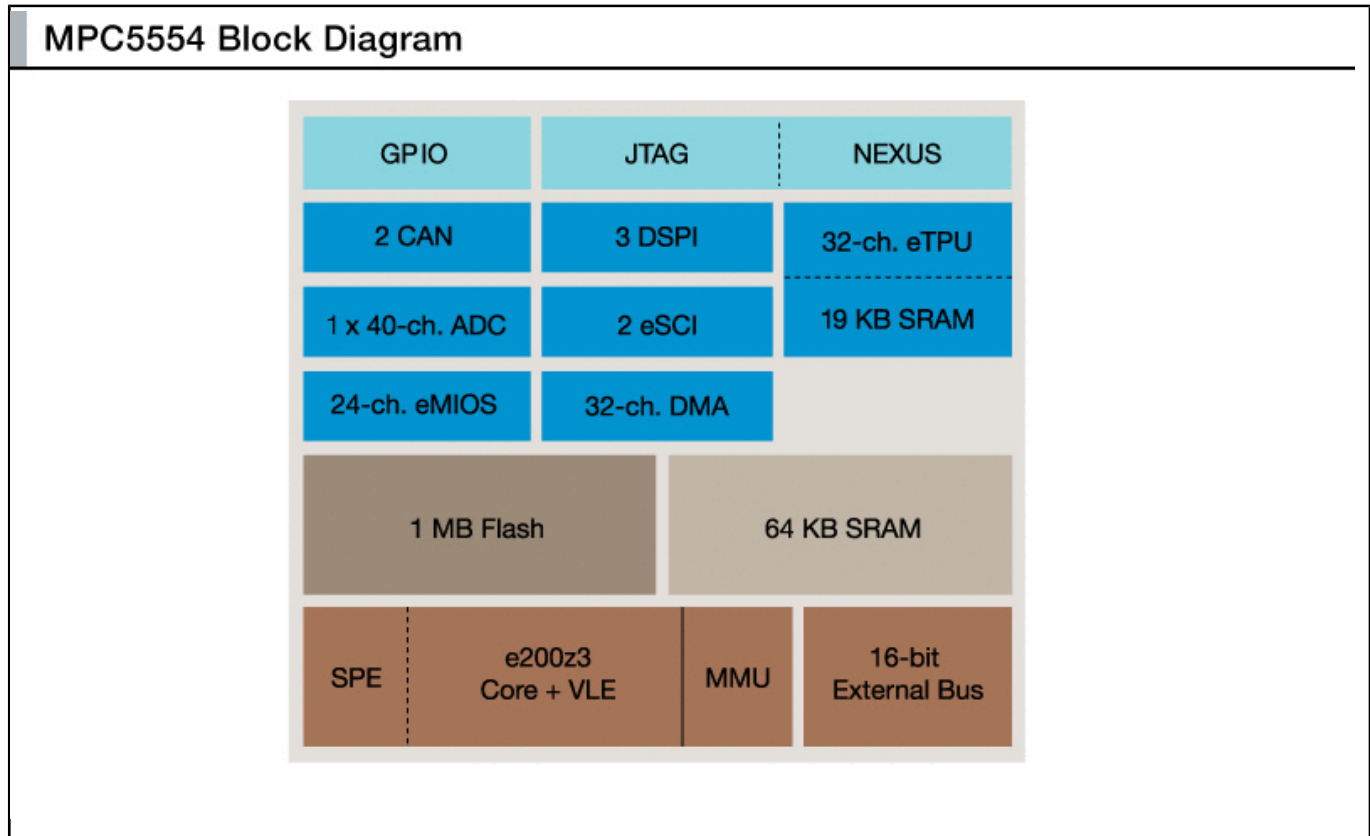 MPC5554 Block Diagram
GPIO
JTAG
NEXUS
2 CAN
3 DSPI
32-ch. eTPU
1 x 40-ch. ADC
2 eSCI
19 KB SRAM
24-ch. eMIOS
32-ch. DMA
1 MB Flash
64 KB SRAM
SPE
e200z3
Core + VLE
MMU
16-bit
External Bus